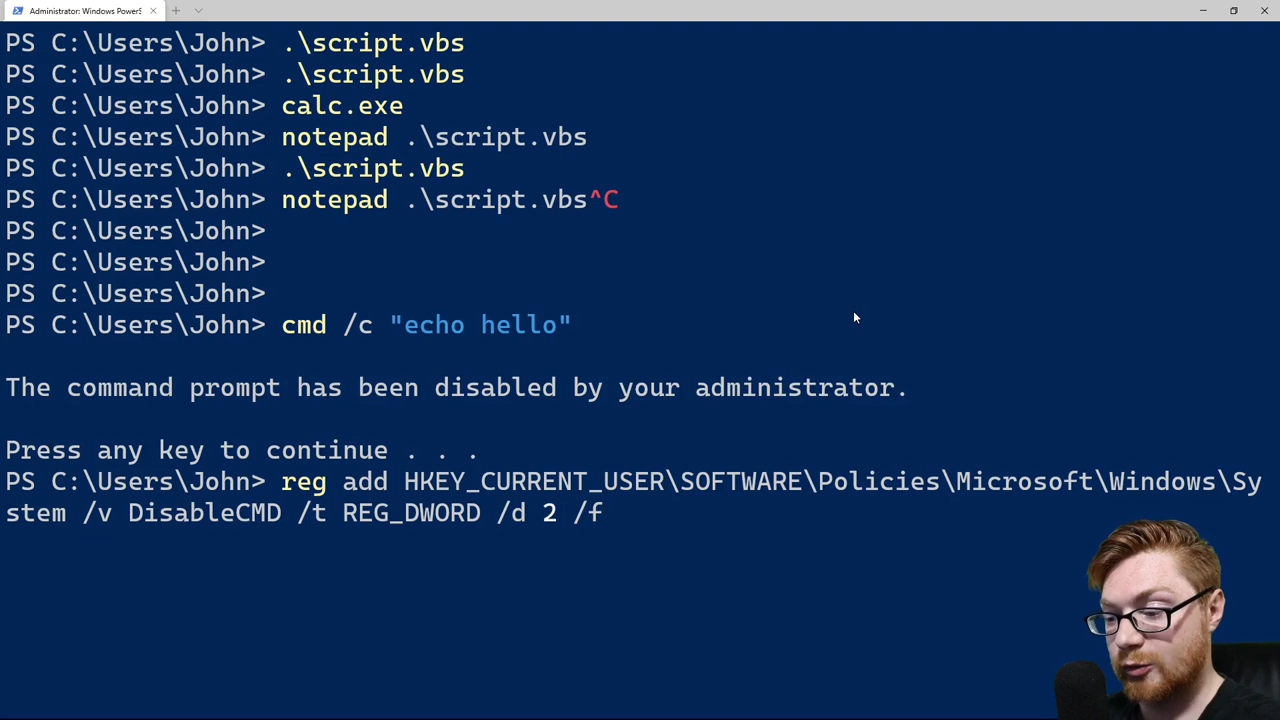 Administrator: Windows PowerS
PS C:\Users\John> .\script.vbs
PS C:\Users\John> .\script.vbs
PS C:\Users\John> calc.exe
PS C:\Users\John> notepad .\script.vbs
PS C:\Users\John> .\script.vbs
PS C:\Users\John> notepad .\script.vbs^C
PS C:\Users\John>
PS C:\Users\John>
PS C:\Users\John>
PS C:\Users\John> cmd /c "echo hello"
The command prompt has been disabled by your administrator.
Press any key to continue . . .
PS C:\Users\John> reg add HKEY_CURRENT_USER\SOFTWARE\Policies\Microsoft\Windows\Sy
stem /v DisableCMD /t REG_DWORD /d 2 /f